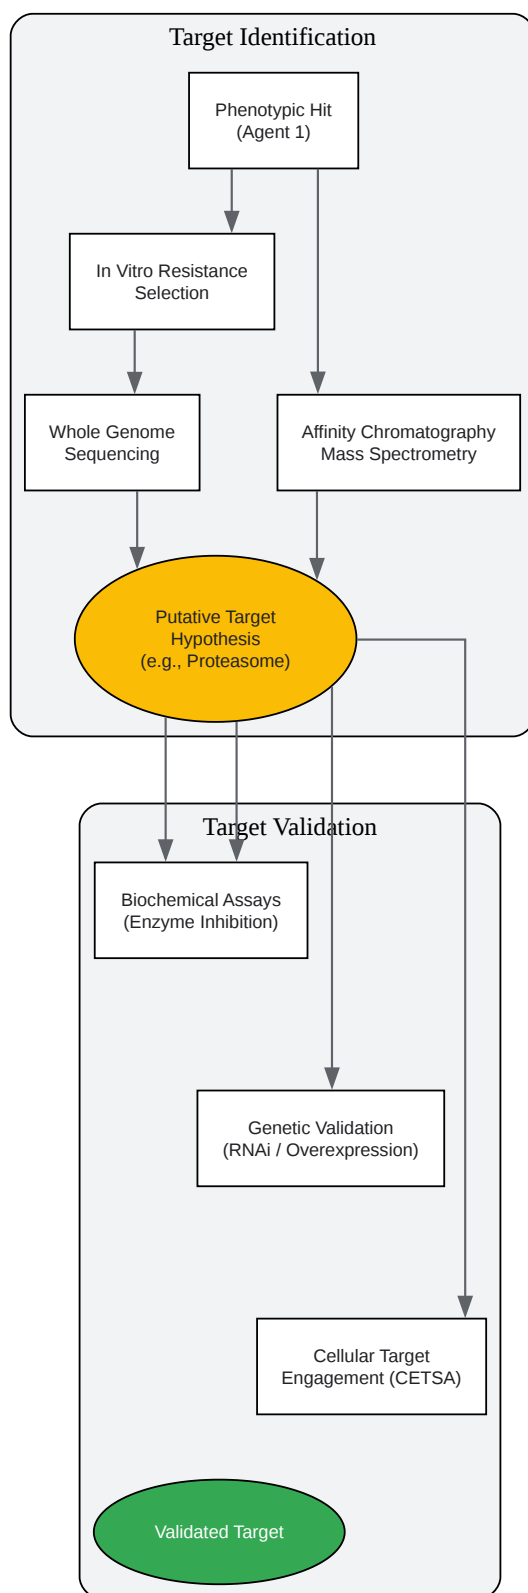 Target Identification
Phenotypic Hit
(Agent 1)
In Vitro Resistance
Selection
Whole Genome
Sequencing
Affinity Chromatography
Mass Spectrometry
Putative Target
Hypothesis
(e.g., Proteasome)
Target Validation
Biochemical Assays
(Enzyme Inhibition)
Genetic Validation
(RNAi / Overexpression)
Cellular Target
Engagement (CETSA)
Validated Target